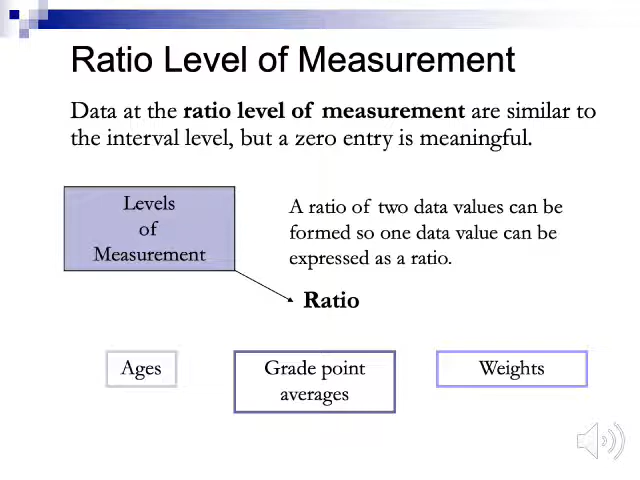 Ratio Level of Measurement
Data at the ratio level of measurement are similar to
the interval level, but a zero entry is meaningful.
Levels
of
Measurement
A ratio of two data values can be
formed so one data value can be
expressed as a ratio.
Ratio
Ages
Grade point
averages
Weights